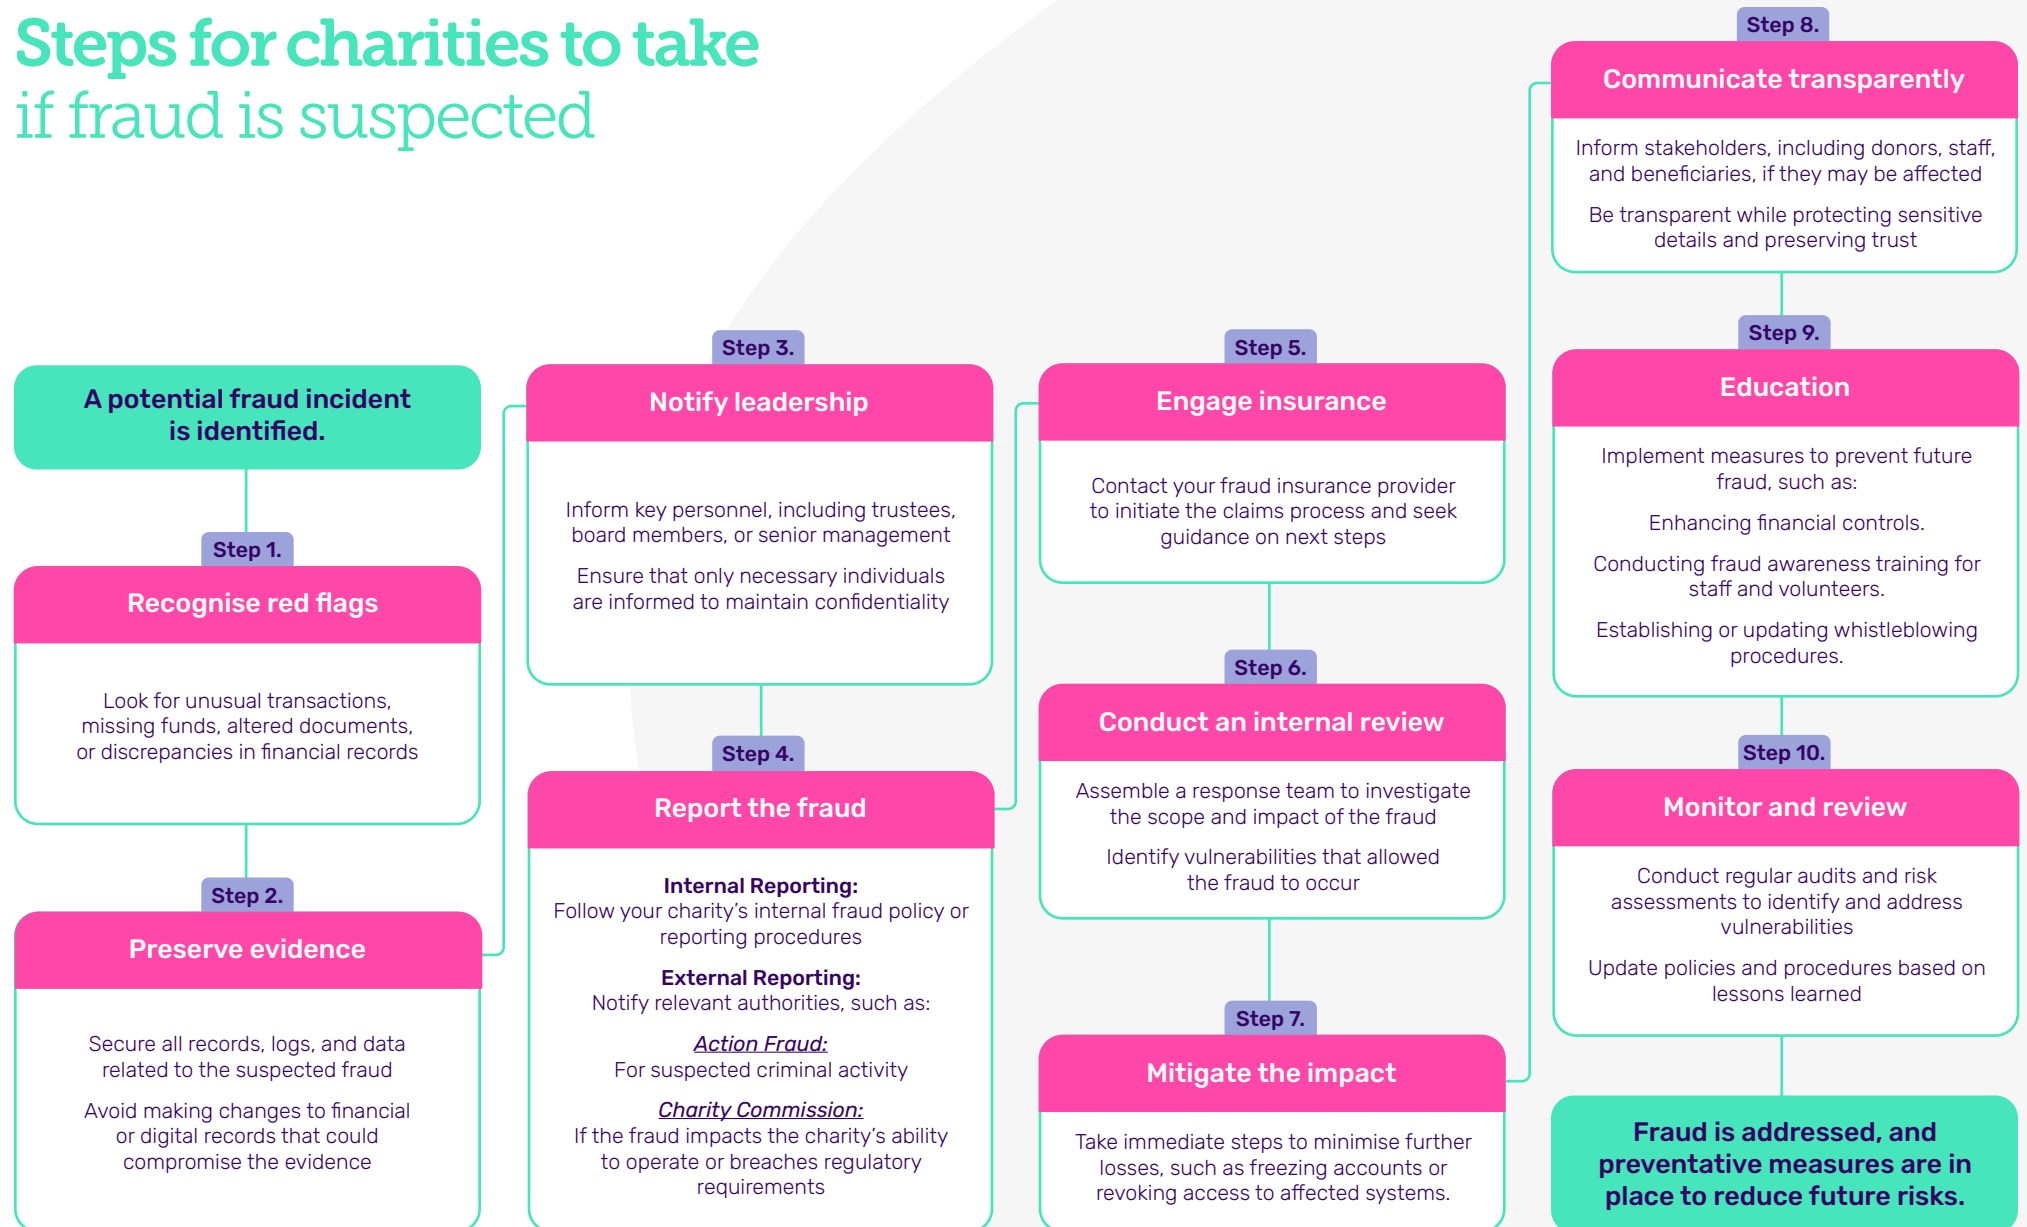 Steps for charities to take
if fraud is suspected
A potential fraud incident
is identified.
Step 1.
Recognise red flags
Look for unusual transactions,
missing funds, altered documents,
or discrepancies in financial records
Step 2.
Preserve evidence
Secure all records, logs, and data
related to the suspected fraud
Avoid making changes to financial
or digital records that could
compromise the evidence
Step 3.
Notify leadership
Inform key personnel, including trustees,
board members, or senior management
Ensure that only necessary individuals
are informed to maintain confidentiality
Step 4.
Report the fraud
Internal Reporting:
Follow your charity’s internal fraud policy or
reporting procedures
External Reporting:
Notify relevant authorities, such as:
Action Fraud:
For suspected criminal activity
Charity Commission:
If the fraud impacts the charity’s ability
to operate or breaches regulatory
requirements
Step 5.
Engage insurance
Contact your fraud insurance provider
to initiate the claims process and seek
guidance on next steps
Step 6.
Conduct an internal review
Assemble a response team to investigate
the scope and impact of the fraud
Identify vulnerabilities that allowed
the fraud to occur
Step 7.
Mitigate the impact
Take immediate steps to minimise further
losses, such as freezing accounts or
revoking access to affected systems.
Step 8.
Communicate transparently
Inform stakeholders, including donors, staff,
and beneficiaries, if they may be affected
Be transparent while protecting sensitive
details and preserving trust
Step 9.
Education
Implement measures to prevent future
fraud, such as:
Enhancing financial controls.
Conducting fraud awareness training for
staff and volunteers.
Establishing or updating whistleblowing
procedures.
Step 10.
Monitor and review
Conduct regular audits and risk
assessments to identify and address
vulnerabilities
Update policies and procedures based on
lessons learned
Fraud is addressed, and
preventative measures are in
place to reduce future risks.